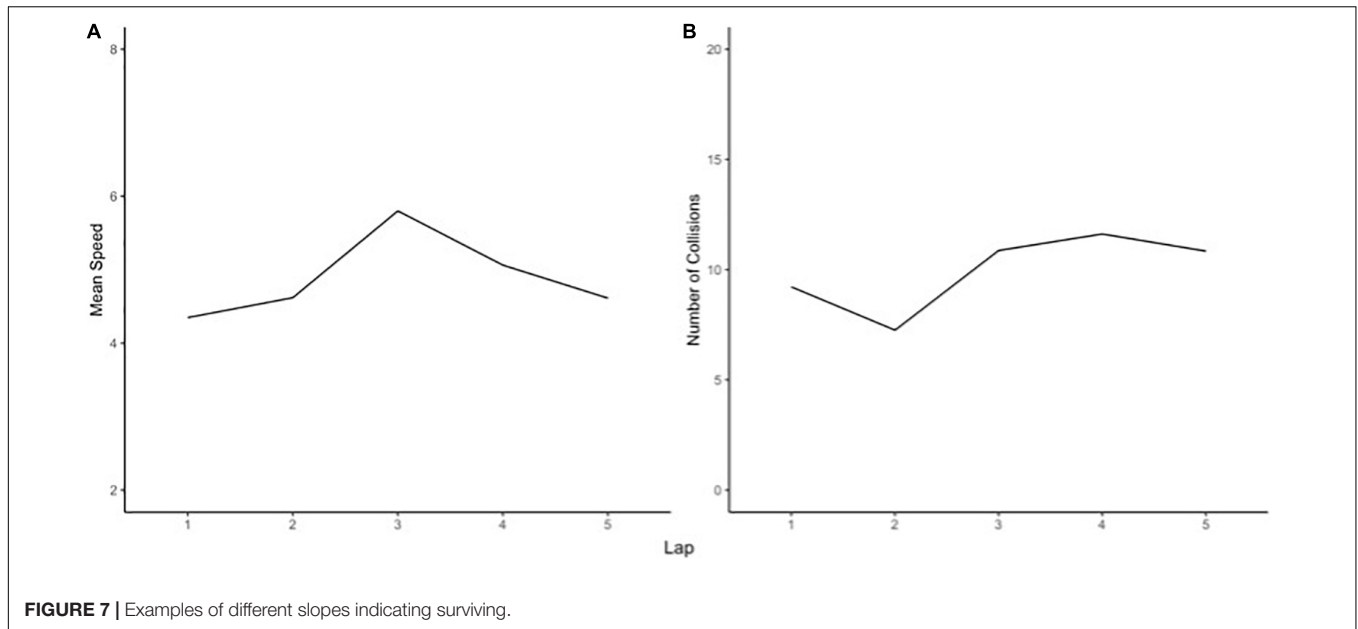 A
8
6
4
2
Mean Speed
1 2 3 4 5
B
20
15
10
5
0
Number of Collisions
1 2 3 4 5
Lap
FIGURE 7 | Examples of different slopes indicating surviving.